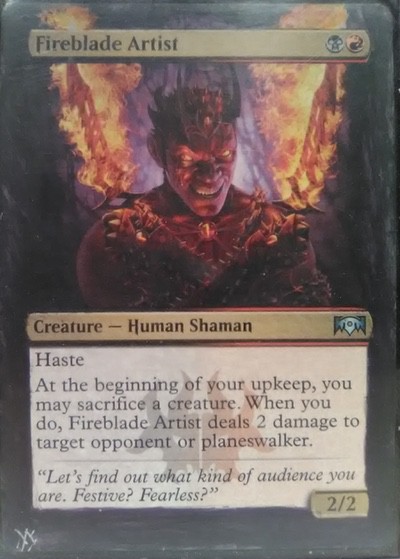 Fireblade Artist
Creature — Human Shaman
Haste
At the beginning of your upkeep, you
may sacrifice a creature. When you
do, Fireblade Artist deals 2 damage to
target opponent or planeswalker.
"Let's find out what kind of audience you
are. Festive? Fearless?"
2/2